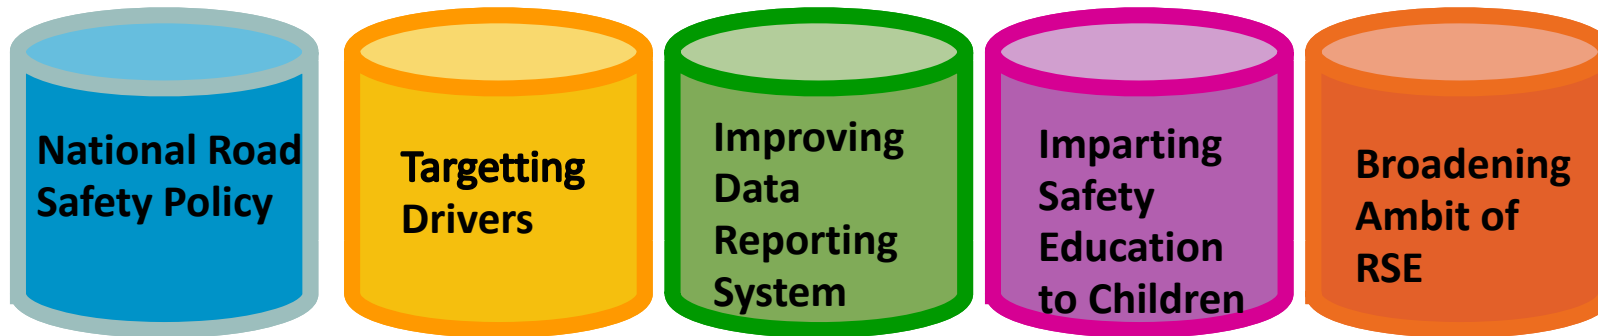 National Road
Safety Policy
Targetting
Drivers
Improving
Data
Reporting
System
Imparting
Safety
Education
to Children
Broadening
Ambit of
RSE